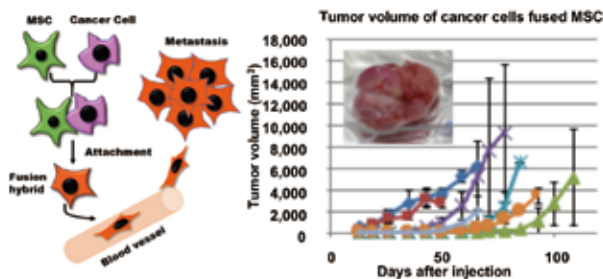 MSC
Cancer Cell
Metastasis
Attachment
Fusion
hybrid
Blood vessel
Tumor volume of cancer cells fused MSC
Tumor volume (mm³)
18,000
16,000
14,000
12,000
10,000
8,000
6,000
4,000
2,000
0
0
50
100
Days after injection